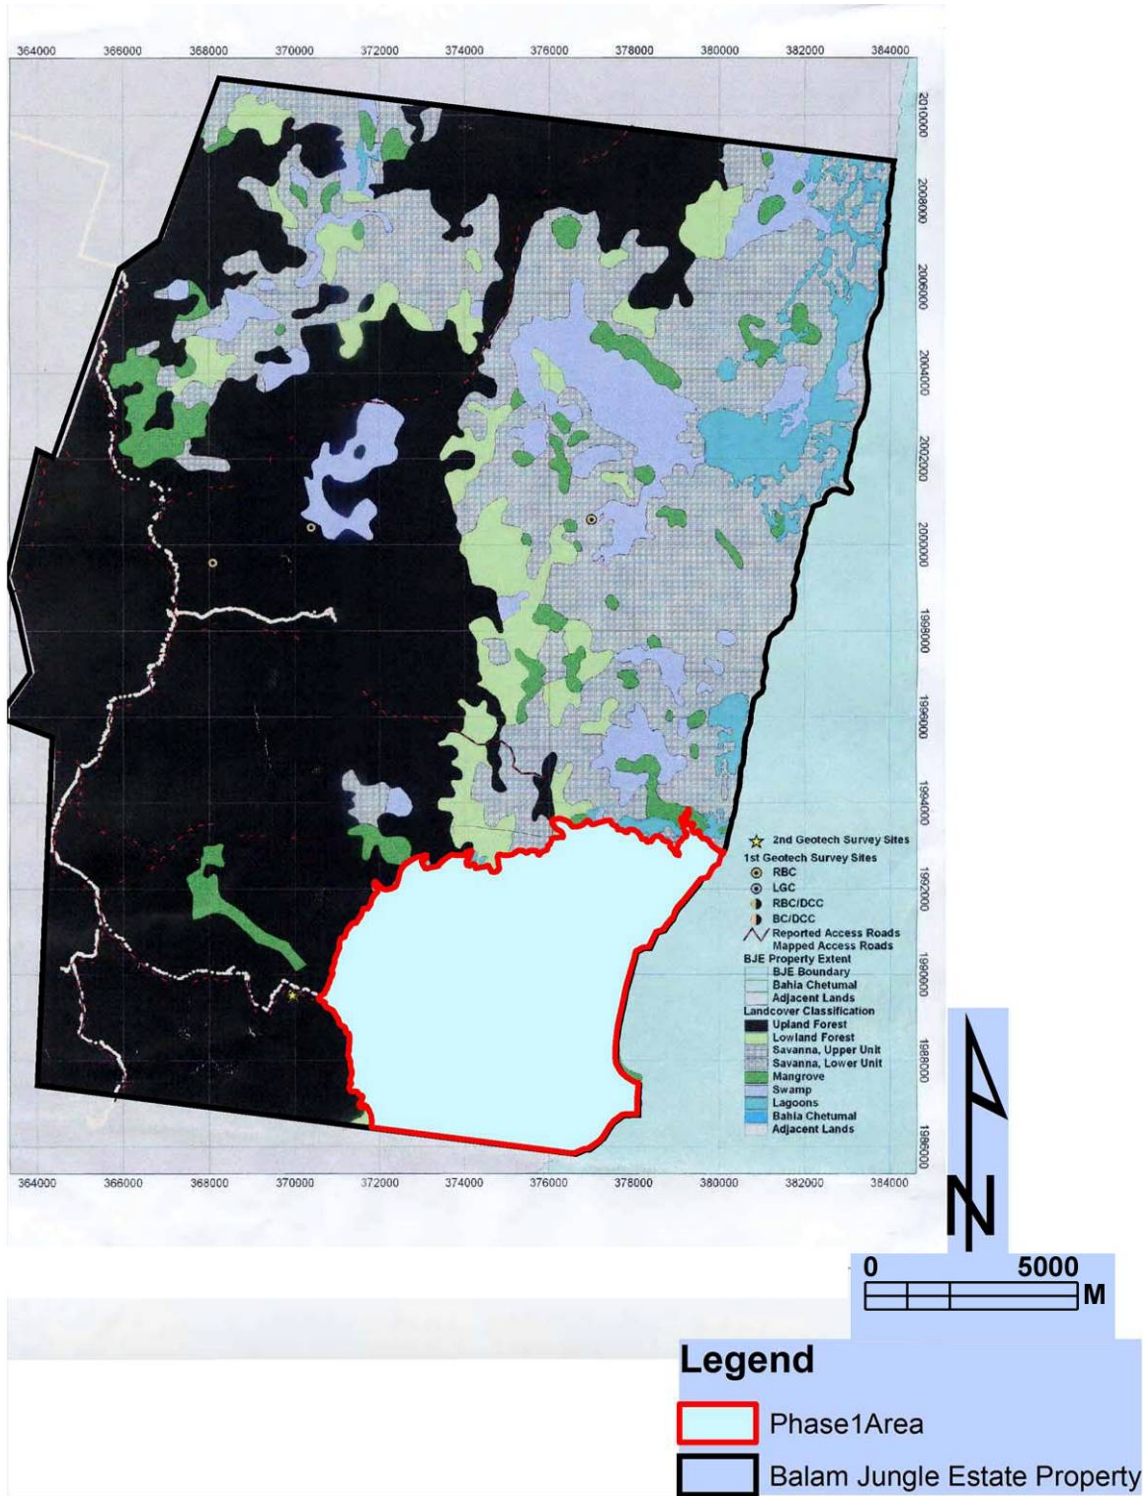 364000 366000 368000 370000 372000 374000 376000 378000 380000 382000 384000
2010000
2008000
2006000
2004000
2002000
2000000
1998000
1996000
1994000
1992000
1990000
1988000
1986000
2nd Geotech Survey Sites
1st Geotech Survey Sites
RBC
LGC
RBC/DCC
BC/DCC
Reported Access Roads
Mapped Access Roads
BJE Property Extent
BJE Boundary
Bahia Chetumal
Adjacent Lands
Landcover Classification
Upland Forest
Lowland Forest
Savanna, Upper Unit
Savanna, Lower Unit
Mangrove
Swamp
Lagoons
Bahia Chetumal
Adjacent Lands
364000 366000 368000 370000 372000 374000 376000 378000 380000 382000 384000
N
0 5000
M
Legend
Phase1Area
Balam Jungle Estate Property